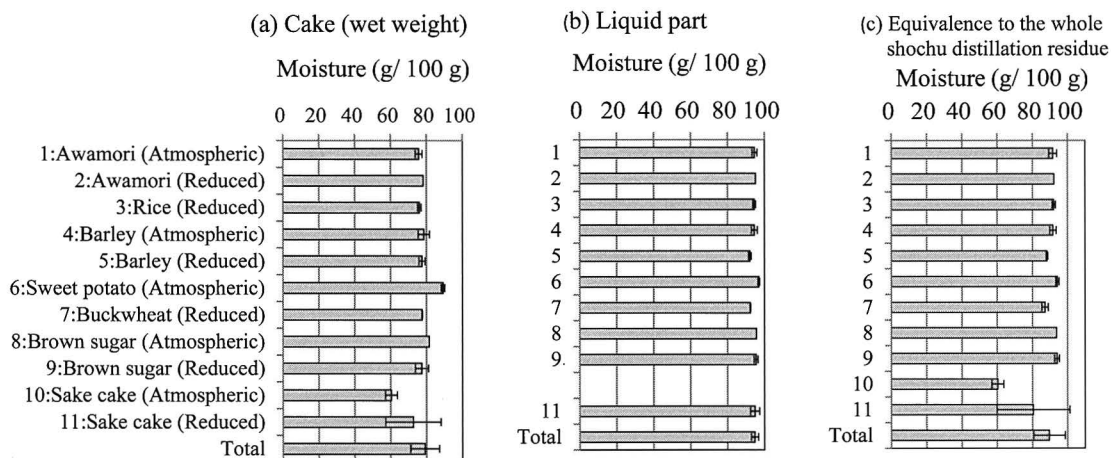 (a) Cake (wet weight)
Moisture (g/ 100 g)
0 20 40 60 80 100
1:Awamori (Atmospheric)
2:Awamori (Reduced)
3:Rice (Reduced)
4:Barley (Atmospheric)
5:Barley (Reduced)
6:Sweet potato (Atmospheric)
7:Buckwheat (Reduced)
8:Brown sugar (Atmospheric)
9:Brown sugar (Reduced)
10:Sake cake (Atmospheric)
11:Sake cake (Reduced)
Total
(b) Liquid part
Moisture (g/ 100 g)
0 20 40 60 80 100
1
2
3
4
5
6
7
8
9.
11
Total
(c) Equivalence to the whole
shochu distillation residue
Moisture (g/ 100 g)
0 20 40 60 80 100
1
2
3
4
5
6
7
8
9
10
11
Total